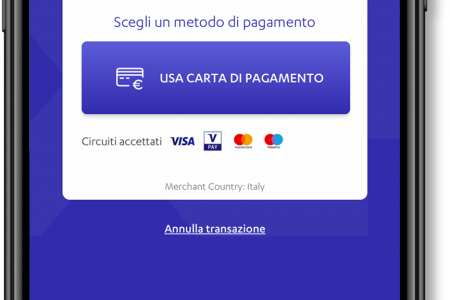 Scegli un metodo di pagamento
USA CARTA DI PAGAMENTO
Circuiti accettati VISA V PAY
Merchant Country: Italy
Annulla transazione